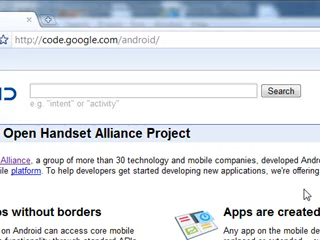 http://code.google.com/android/
Search
e.g. "intent" or "activity"
Open Handset Alliance Project
Alliance, a group of more than 30 technology and mobile companies, developed Andro
ile platform. To help developers get started developing new applications, we're offering
s without borders
Apps are created
on Android can access core mobile
Any app on the mobile de